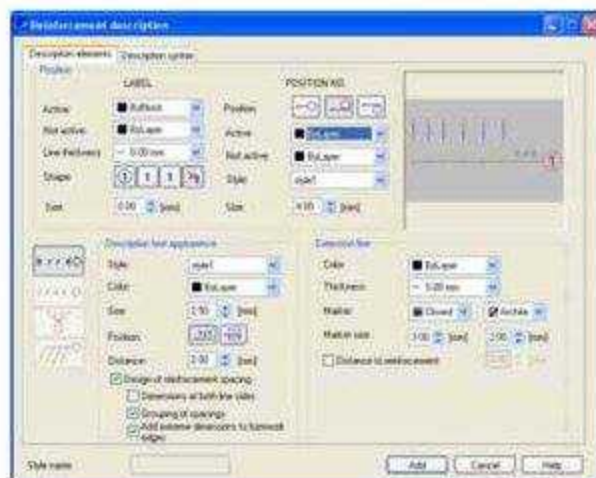 Reinforcement description
Description elements Description syntax
Position
LABEL POSITION NO.
Active: ByBlock Position:
Not active: ByLayer Active ByLayer
Line thickness 0.00 mm Not active ByLayer
Shape: Style: style1
Size: [mm] Size: [mm]
Description text appearance
Style: style1
Color: ByLayer
Size: [mm]
Position:
Distance: [mm]
Design of reinforcement spacing
Dimensions at both line sides
Grouping of spacings
Add extreme dimensions to formwork edges
Extension line
Color: ByLayer
Thickness: 0.00 mm
Marker: Closed
Marker size: [mm] [mm]
Distance to reinforcement
Style name:
Add Cancel Help